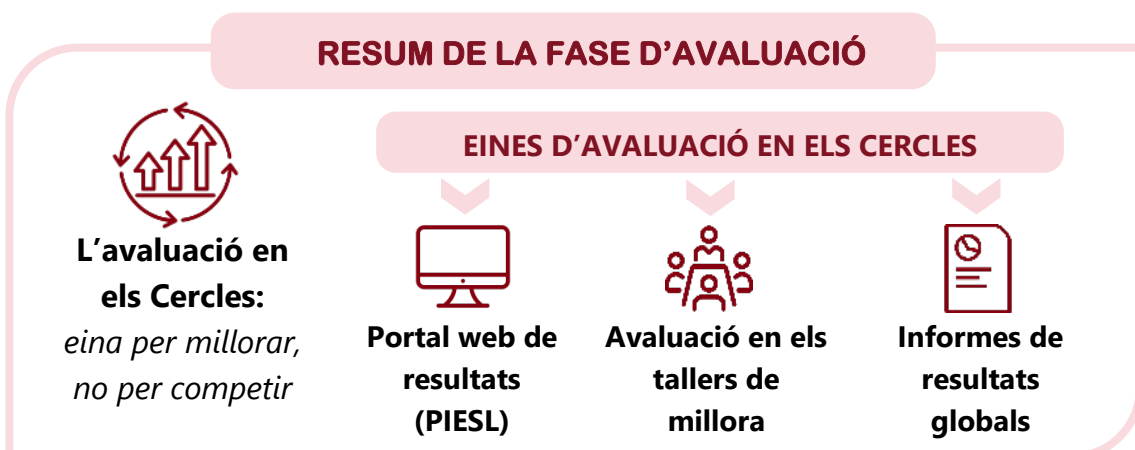 RESUM DE LA FASE D’AVALUACIÓ
EINES D’AVALUACIÓ EN ELS CERCLES
L’avaluació en
els Cercles:
eina per millorar,
no per competir
Portal web de
resultats
(PIESL)
Avaluació en els
tallers de
millora
Informes de
resultats
globals